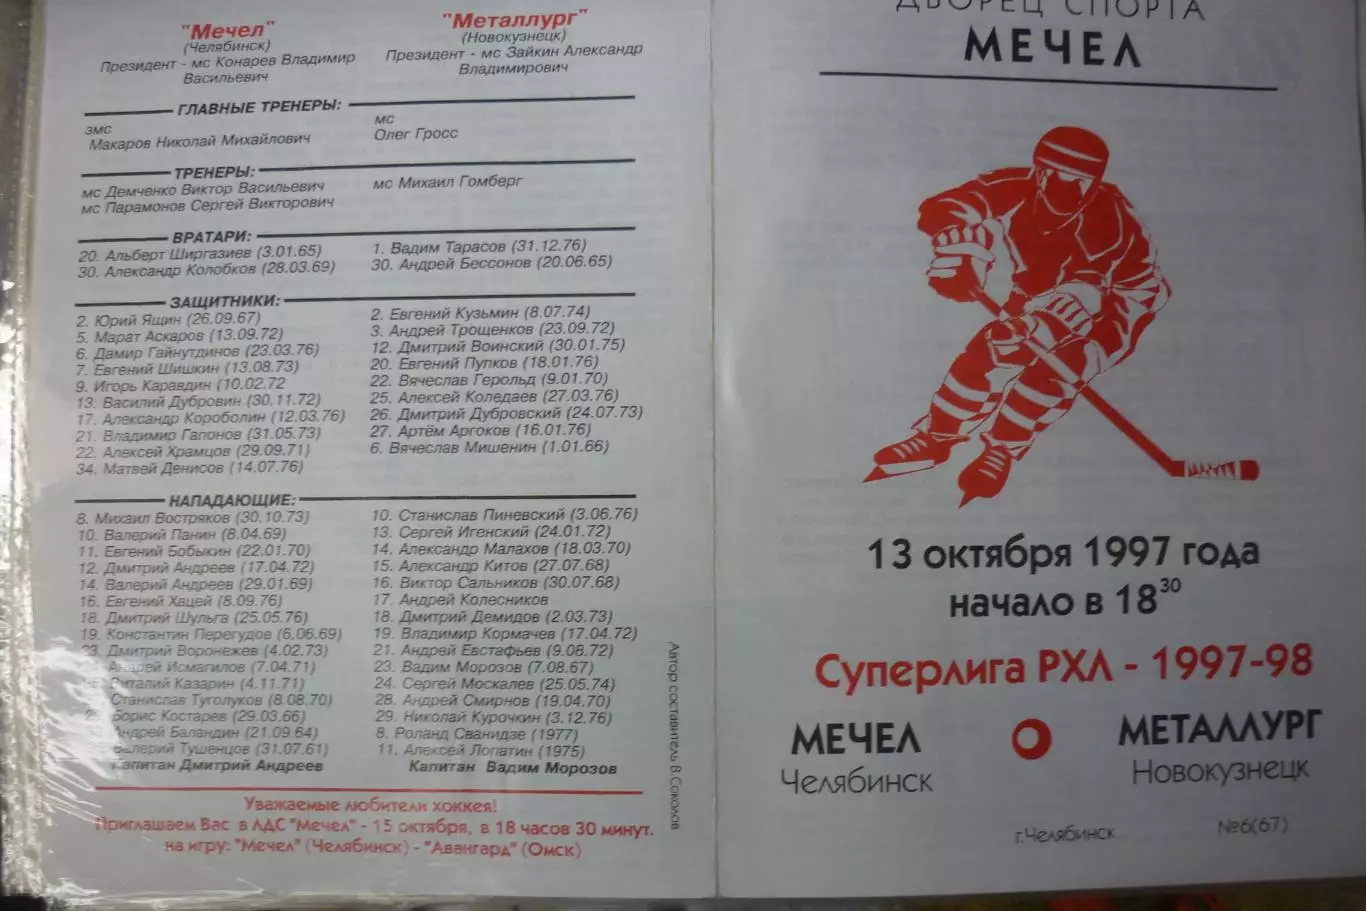 "Мечел"
(Челябинск)
Президент - мс Конарев Владимир
Васильевич
"Металлург"
(Новокузнецк)
Президент - мс Зайкин Александр
Владимирович
ГЛАВНЫЕ ТРЕНЕРЫ:
змс
Макаров Николай Михайлович
мс
Олег Гросс
ТРЕНЕРЫ:
мс Демченко Виктор Васильевич
мс Парамонов Сергей Викторович
мс Михаил Гомберг
ВРАТАРИ:
20. Альберт Ширгазиев (3.01.65)
30. Александр Колобков (28.03.69)
1. Вадим Тарасов (31.12.76)
30. Андрей Бессонов (20.06.65)
ЗАЩИТНИКИ:
2. Юрий Ящин (26.09.67)
5. Марат Аскаров (13.09.72)
6. Дамир Гайнутдинов (23.03.76)
7. Евгений Шишкин (13.08.73)
9. Игорь Каравдин (10.02.72
13. Василий Дубровин (30.11.72)
17. Александр Короболин (12.03.76)
21. Владимир Гапонов (31.05.73)
22. Алексей Храмцов (29.09.71)
34. Матвей Денисов (14.07.76)
2. Евгений Кузьмин (8.07.74)
3. Андрей Трощенков (23.09.72)
12. Дмитрий Воинский (30.01.75)
20. Евгений Пупков (18.01.76)
22. Вячеслав Герольд (9.01.70)
25. Алексей Коледаев (27.03.76)
26. Дмитрий Дубровский (24.07.73)
27. Артём Аргоков (16.01.76)
6. Вячеслав Мишенин (1.01.66)
НАПАДАЮЩИЕ:
8. Михаил Востряков (30.10.73)
10. Валерий Панин (8.04.69)
11. Евгений Бобыкин (22.01.70)
12. Дмитрий Андреев (17.04.72)
14. Валерий Андреев (29.01.69)
16. Евгений Хацей (8.09.76)
18. Дмитрий Шульга (25.05.76)
19. Константин Перегудов (6.06.69)
23. Дмитрий Воронежев (4.02.73)
Андрей Исмагилов (7.04.71)
Виталий Казарин (4.11.71)
Станислав Туголуков (8.08.70)
Борис Костарев (29.03.66)
Андрей Баландин (21.09.64)
Валерий Тушенцов (31.07.61)
Капитан Дмитрий Андреев
10. Станислав Пиневский (3.06.76)
13. Сергей Игенский (24.01.72)
14. Александр Малахов (18.03.70)
15. Александр Китов (27.07.68)
16. Виктор Сальников (30.07.68)
17. Андрей Колесников
18. Дмитрий Демидов (2.03.73)
19. Владимир Кормачев (17.04.72)
21. Андрей Евстафьев (9.08.72)
23. Вадим Морозов (7.08.67)
24. Сергей Москалев (25.05.74)
28. Андрей Смирнов (19.04.70)
29. Николай Курочкин (3.12.76)
8. Роланд Сванидзе (1977)
11. Алексей Лопатин (1975)
Капитан Вадим Морозов
Автор составитель В.Соколов
Уважаемые любители хоккея!
Приглашаем Вас в ЛДС "Мечел" - 15 октября, в 18 часов 30 минут.
на игру: "Мечел" (Челябинск) - "Авангард" (Омск)
ДВОРЕЦ СПОРТА
МЕЧЕЛ
13 октября 1997 года
начало в 18 30
Суперлига РХЛ - 1997-98
МЕЧЕЛ
Челябинск
МЕТАЛЛУРГ
Новокузнецк
г.Челябинск
№6(67)